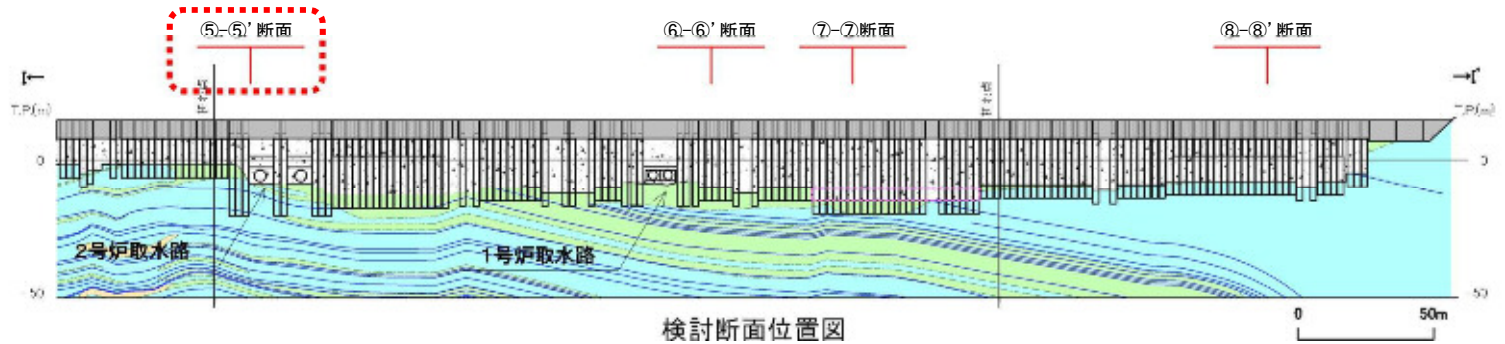 ⑤-⑤'断面
⑥-⑥'断面
⑦-⑦断面
⑧-⑧'断面
T.P.(m)
T.P.(m)
0
0
2号炉取水路
1号炉取水路
-50
-50
検討断面位置図
0
50m